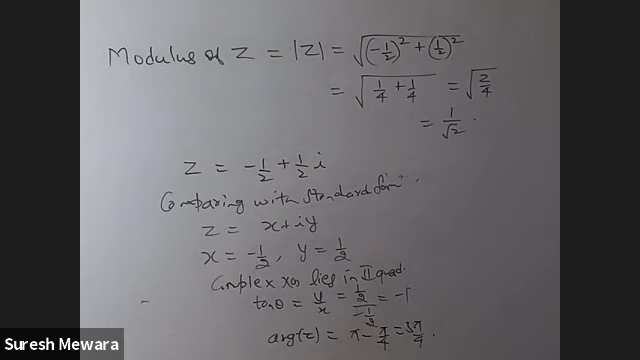 Modulus of Z = |Z| = √((-1/2)² + (1/2)²)
= √(1/4 + 1/4) = √(2/4)
= 1/√2 .
Z = -1/2 + 1/2 i
Comparing with standard form.
Z = x+iy
x = -1/2 , y = 1/2
Complex nos lies in II quad.
tanθ = y/x = (1/2)/(-1/2) = -1
arg(z) = π - π/4 = 3π/4 .
Suresh Mewara